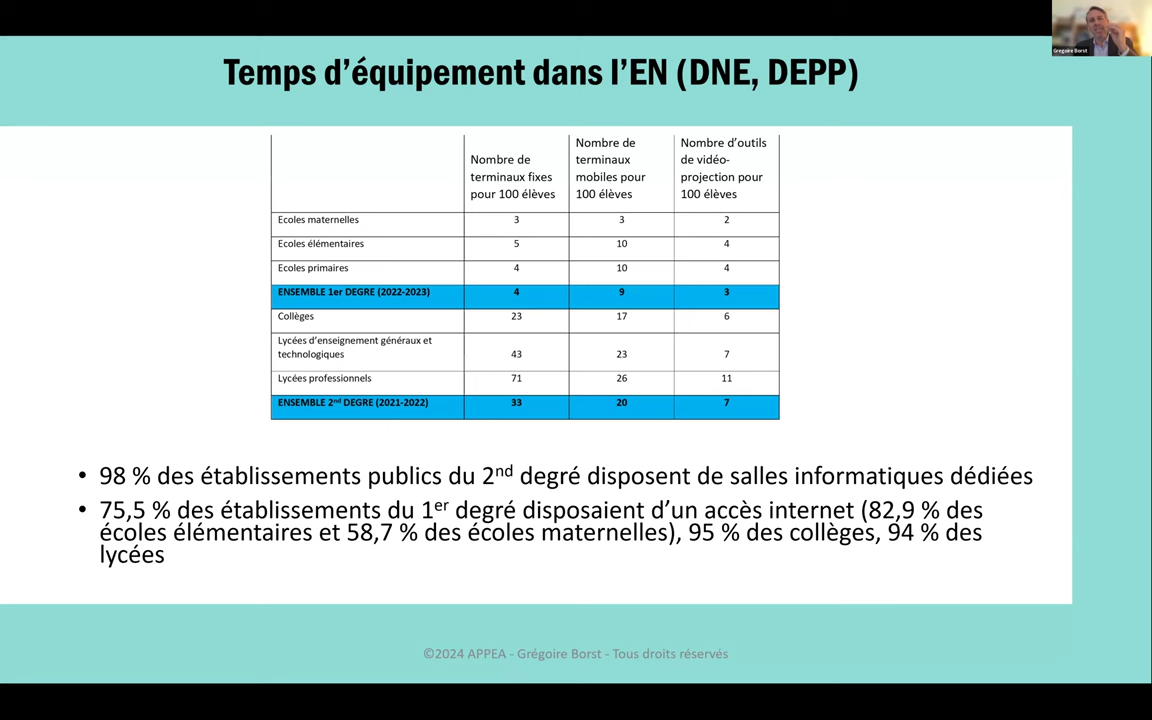 Grégoire Borst
Temps d’équipement dans l’EN (DNE, DEPP)
Nombre de terminaux fixes pour 100 élèves
Nombre de terminaux mobiles pour 100 élèves
Nombre d’outils de vidéo-projection pour 100 élèves
Ecoles maternelles 3 3 2
Ecoles élémentaires 5 10 4
Ecoles primaires 4 10 4
ENSEMBLE 1er DEGRE (2022-2023) 4 9 3
Collèges 23 17 6
Lycées d’enseignement généraux et
technologiques 43 23 7
Lycées professionnels 71 26 11
ENSEMBLE 2nd DEGRE (2021-2022) 33 20 7
• 98 % des établissements publics du 2nd degré disposent de salles informatiques dédiées
• 75,5 % des établissements du 1er degré disposaient d’un accès internet (82,9 % des
écoles élémentaires et 58,7 % des écoles maternelles), 95 % des collèges, 94 % des
lycées
©2024 APPEA - Grégoire Borst - Tous droits réservés